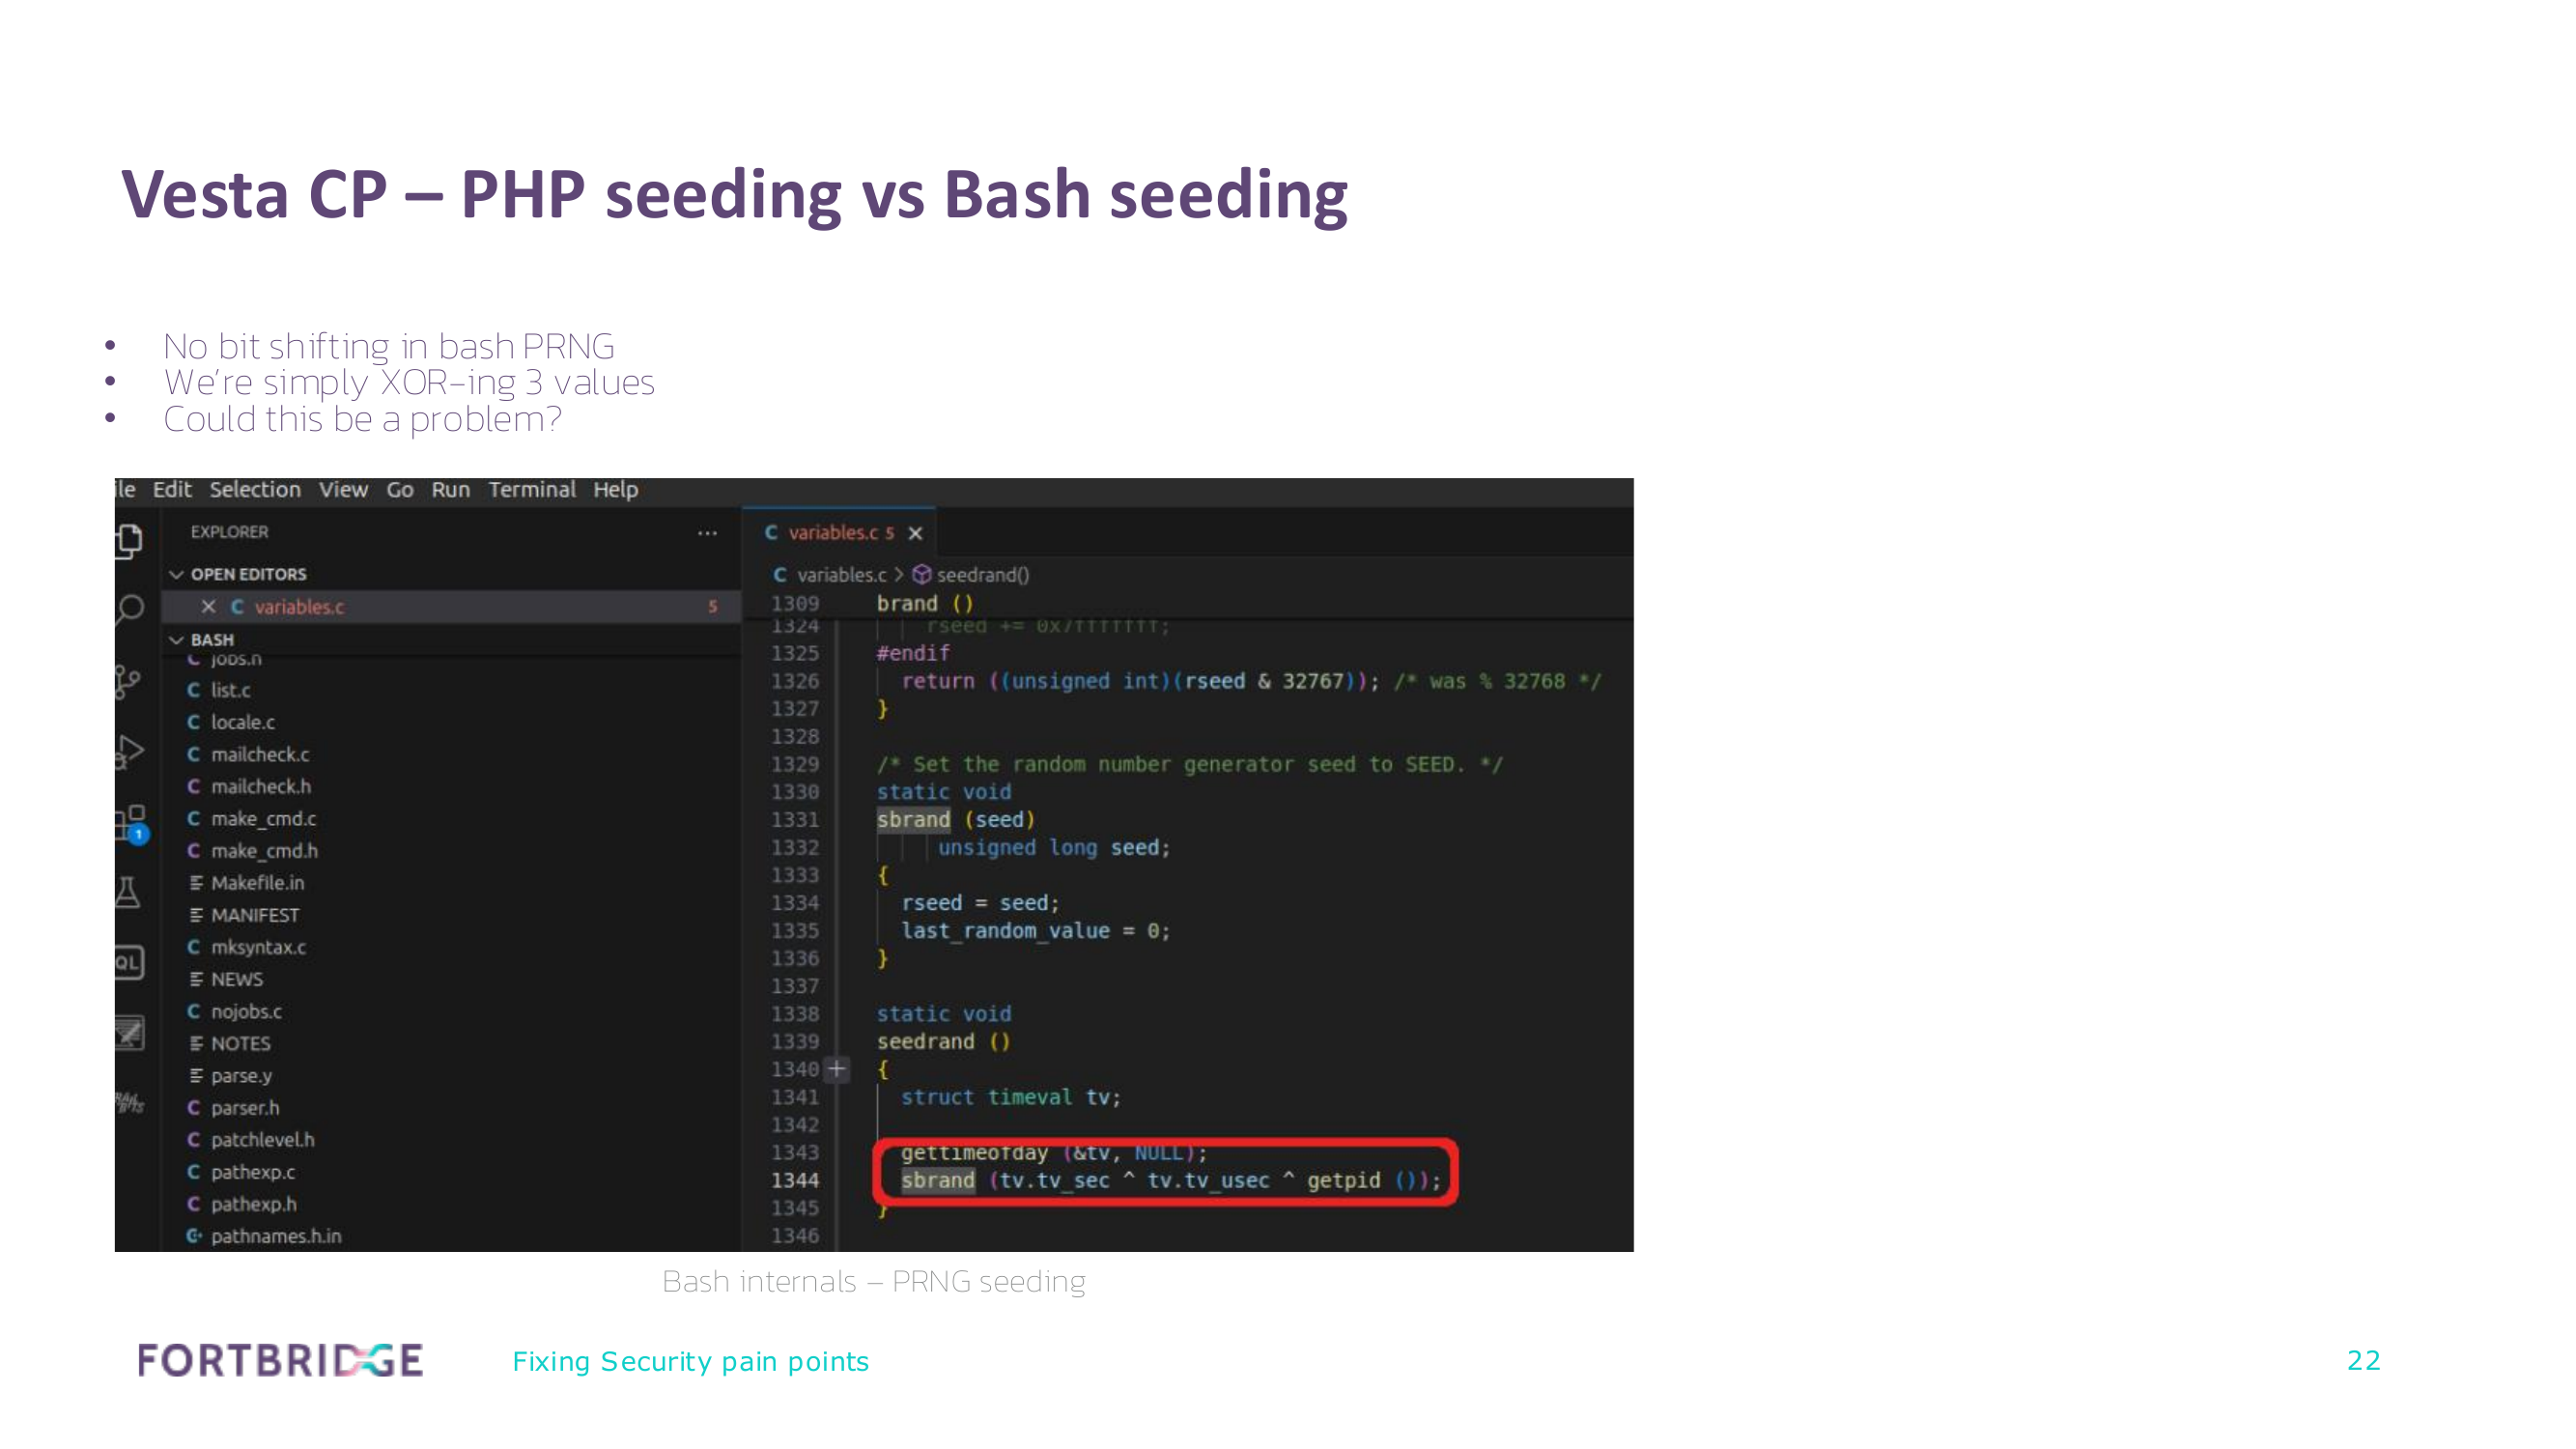 Vesta CP – PHP seeding vs Bash seeding
• No bit shifting in bash PRNG
• We're simply XOR-ing 3 values
• Could this be a problem?
ile Edit Selection View Go Run Terminal Help
EXPLORER ···
OPEN EDITORS
C variables.c 5
BASH
C jobs.h
C list.c
C locale.c
C mailcheck.c
C mailcheck.h
C make_cmd.c
C make_cmd.h
Makefile.in
MANIFEST
C mksyntax.c
NEWS
C nojobs.c
NOTES
parse.y
C parser.h
C patchlevel.h
C pathexp.c
C pathexp.h
pathnames.h.in
1
QL
C variables.c 5
C variables.c > seedrand()
1309 brand ()
1324 rseed += 0x7fffffff;
1325 #endif
1326 return ((unsigned int)(rseed & 32767)); /* was % 32768 */
1327 }
1328
1329 /* Set the random number generator seed to SEED. */
1330 static void
1331 sbrand (seed)
1332 unsigned long seed;
1333 {
1334 rseed = seed;
1335 last_random_value = 0;
1336 }
1337
1338 static void
1339 seedrand ()
1340 {
1341 struct timeval tv;
1342
1343 gettimeofday (&tv, NULL);
1344 sbrand (tv.tv_sec ^ tv.tv_usec ^ getpid ());
1345 }
1346
Bash internals – PRNG seeding
FORTBRIDGE
Fixing Security pain points
22